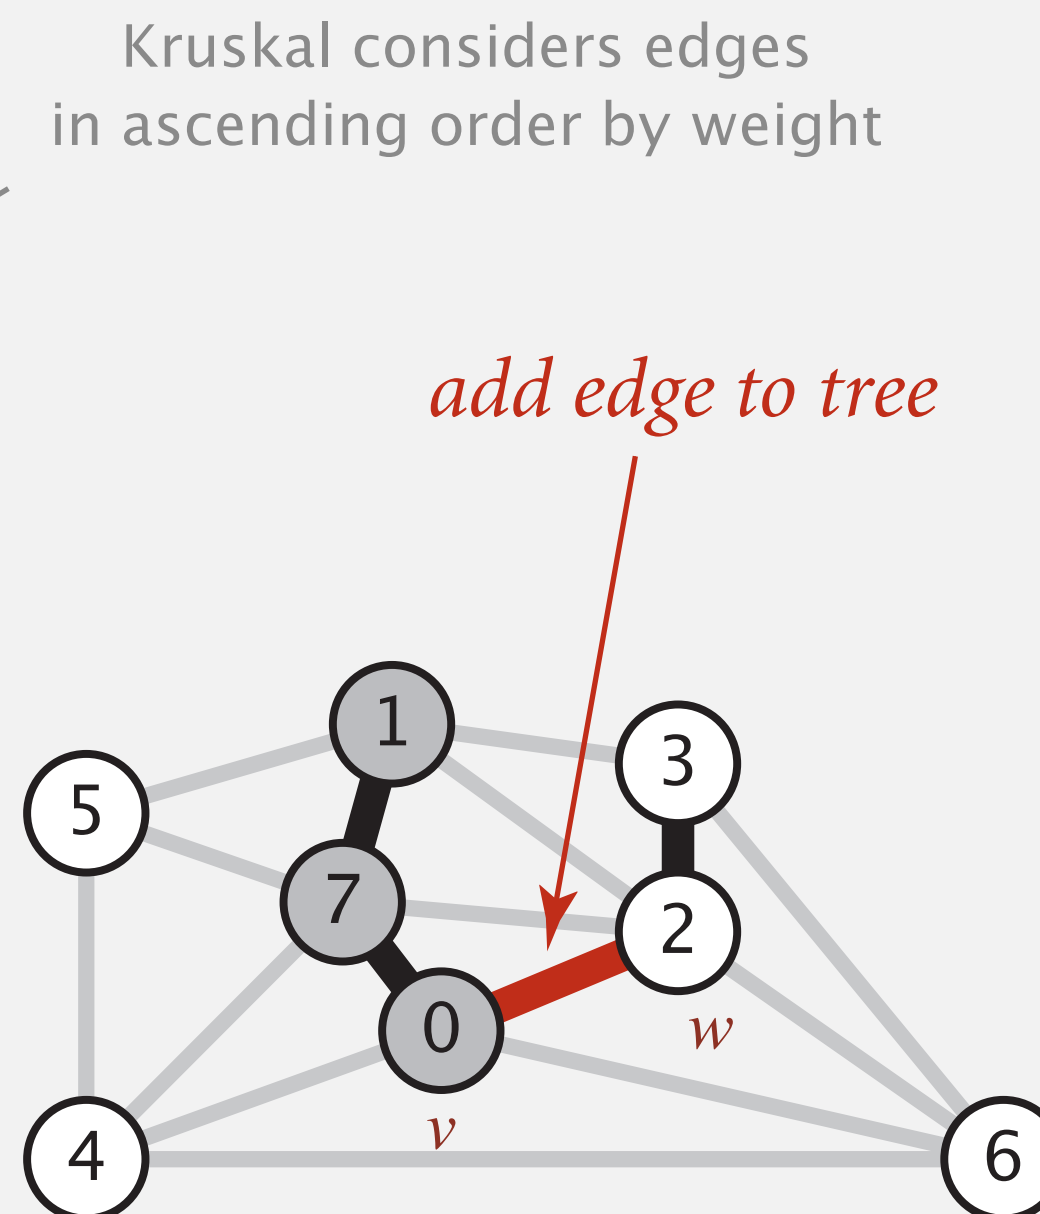 Kruskal considers edges
in ascending order by weight
add edge to tree
1
3
5
7
2
0
w
v
4
6